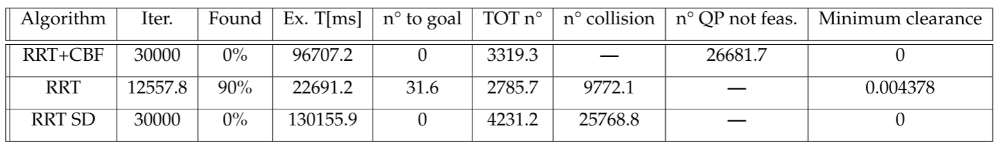 Algorithm Iter. Found Ex. T[ms] n° to goal TOT n° n° collision n° QP not feas. Minimum clearance
RRT+CBF 30000 0% 96707.2 0 3319.3 — 26681.7 0
RRT 12557.8 90% 22691.2 31.6 2785.7 9772.1 — 0.004378
RRT SD 30000 0% 130155.9 0 4231.2 25768.8 — 0